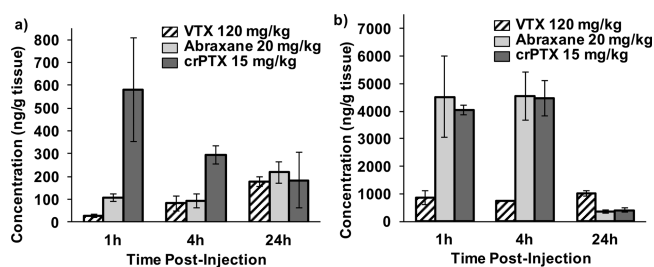 a)
VTX 120 mg/kg
Abraxane 20 mg/kg
crPTX 15 mg/kg
Concentration (ng/g tissue)
800
700
600
500
400
300
200
100
0
1h 4h 24h
Time Post-Injection
b)
VTX 120 mg/kg
Abraxane 20 mg/kg
crPTX 15 mg/kg
Concentration (ng/g tissue)
7000
6000
5000
4000
3000
2000
1000
0
1h 4h 24h
Time Post-Injection